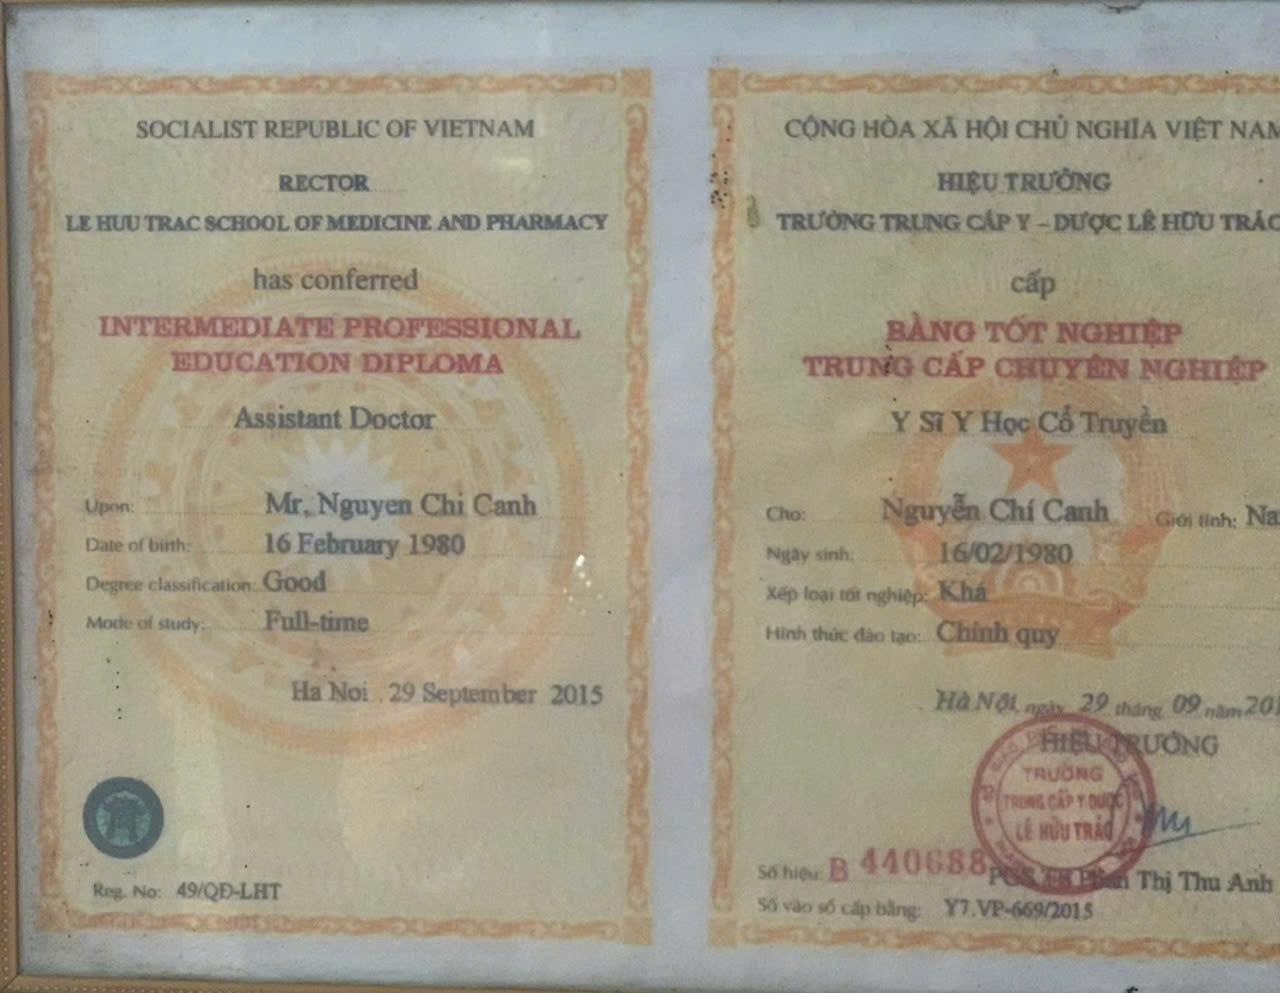 SOCIALIST REPUBLIC OF VIETNAM
RECTOR
LE HUU TRAC SCHOOL OF MEDICINE AND PHARMACY
has conferred
INTERMEDIATE PROFESSIONAL
EDUCATION DIPLOMA
Assistant Doctor
Upon: Mr. Nguyen Chi Canh
Date of birth: 16 February 1980
Degree classification: Good
Mode of study: Full-time
Ha Noi, 29 September 2015
Reg. No: 49/QĐ-LHT
CỘNG HÒA XÃ HỘI CHỦ NGHĨA VIỆT NAM
HIỆU TRƯỞNG
TRƯỜNG TRUNG CẤP Y – DƯỢC LÊ HỮU TRÁC
cấp
BẰNG TỐT NGHIỆP
TRUNG CẤP CHUYÊN NGHIỆP
Y Sĩ Y Học Cổ Truyền
Cho: Nguyễn Chí Canh Giới tính: Na
Ngày sinh: 16/02/1980
Xếp loại tốt nghiệp: Khá
Hình thức đào tạo: Chính quy
Hà Nội, ngày 29 tháng 09 năm 201
HIỆU TRƯỞNG
TRƯỜNG
TRUNG CẤP Y DƯỢC
LÊ HỮU TRÁC
Số hiệu: B 440688
Phan Thị Thu Anh
Số vào sổ cấp bằng: Y7.VP-669/2015